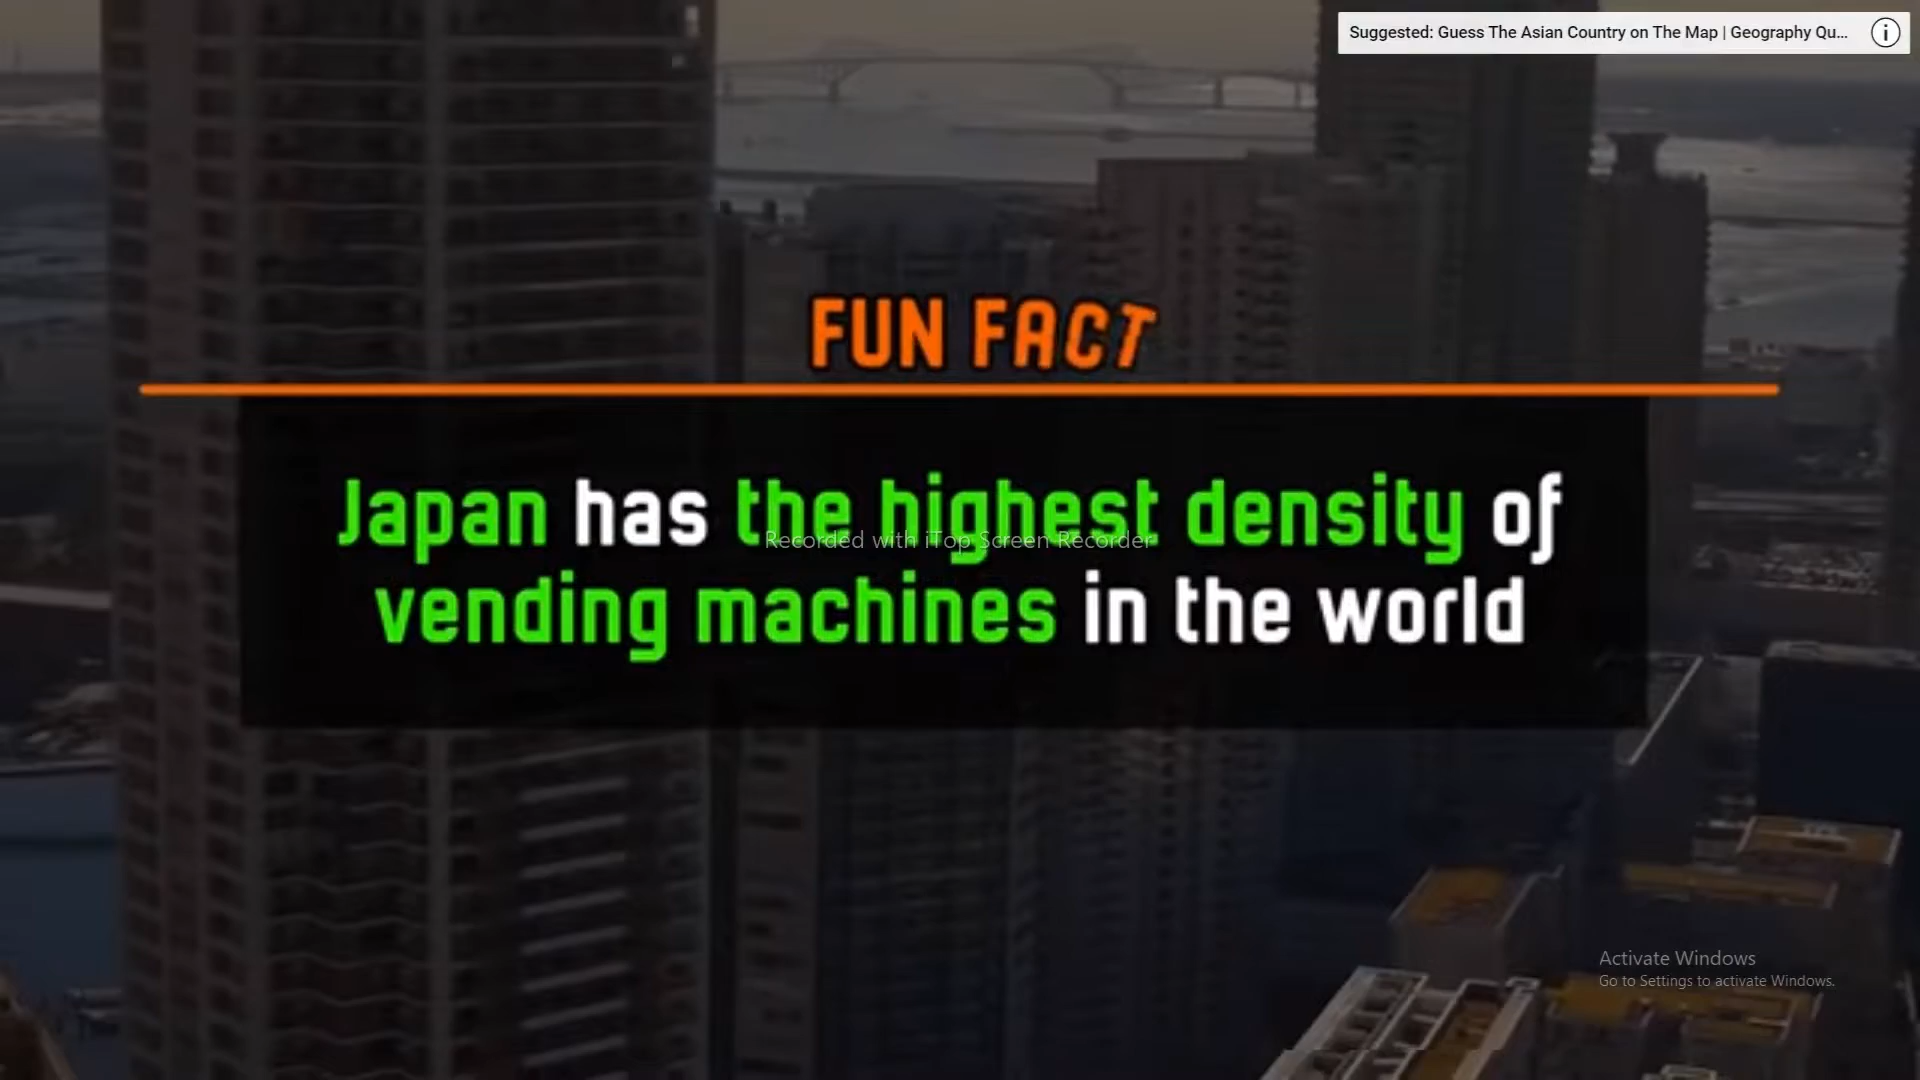 Suggested: Guess The Asian Country on The Map | Geography Qu...
FUN FACT
Japan has the highest density of
Recorded with iTop Screen Recorder
vending machines in the world
Activate Windows
Go to Settings to activate Windows.